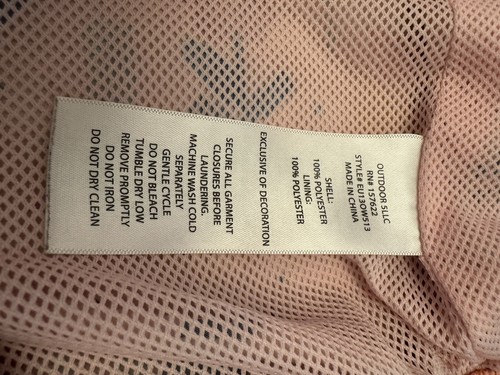 OUTDOOR 5LLC
RN# 157622
STYLE# EU13OW513
MADE IN CHINA
SHELL:
100% POLYESTER
LINING:
100% POLYESTER
EXCLUSIVE OF DECORATION
SECURE ALL GARMENT
CLOSURES BEFORE
LAUNDERING.
MACHINE WASH COLD
SEPARATELY
GENTLE CYCLE
DO NOT BLEACH
TUMBLE DRY LOW
REMOVE PROMPTLY
DO NOT IRON
DO NOT DRY CLEAN